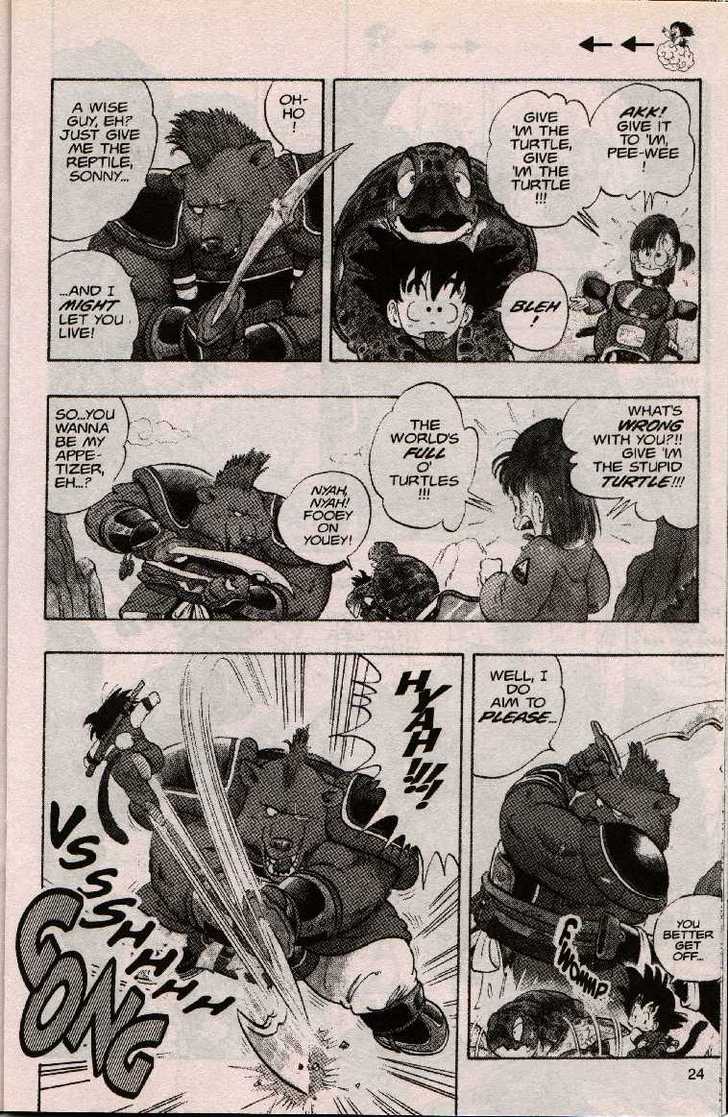 AKK!
GIVE IT
TO 'IM,
PEE-WEE
!
GIVE
'IM THE
TURTLE,
GIVE
'IM THE
TURTLE
!!!
BLEH
!
OH-
HO
!
A WISE
GUY, EH?
JUST GIVE
ME THE
REPTILE,
SONNY...
...AND I
MIGHT
LET YOU
LIVE!
WHAT'S
WRONG
WITH YOU?!!
GIVE 'IM
THE STUPID
TURTLE!!!
THE
WORLD'S
FULL
O'
TURTLES
!!!
NYAH,
NYAH!
FOOEY
ON
YOUEY!
SO...YOU
WANNA
BE MY
APPE-
TIZER,
EH...?
WELL, I
DO
AIM TO
PLEASE...
YOU
BETTER
GET
OFF...
FWOMMP
HYAH!!!!
VSSSSHHHH
GONG
24